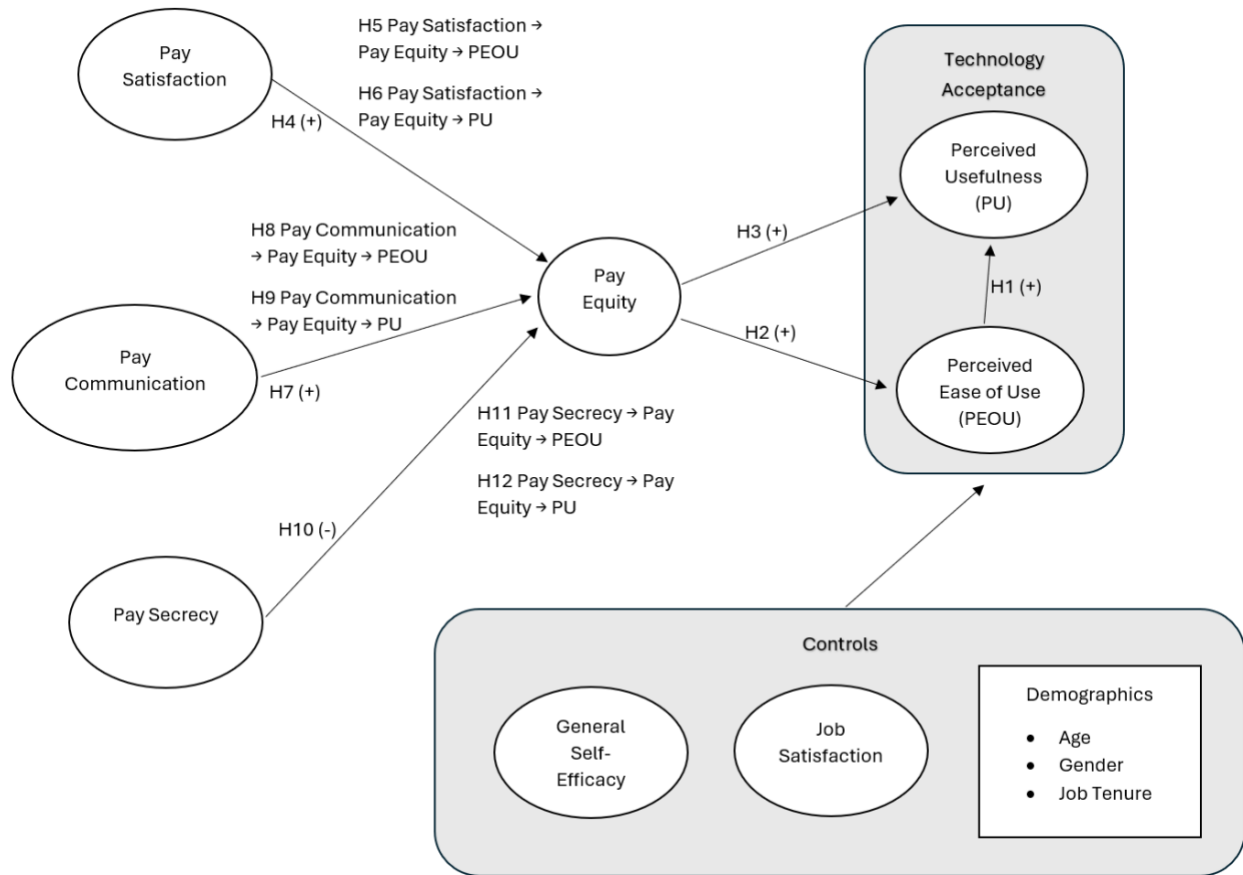 H5 Pay Satisfaction →
Pay Equity → PEOU
H6 Pay Satisfaction →
Pay Equity → PU
Pay
Satisfaction
H4 (+)
Technology
Acceptance
Perceived
Usefulness
(PU)
H8 Pay Communication
→ Pay Equity → PEOU
H9 Pay Communication
→ Pay Equity → PU
H3 (+)
Pay
Equity
H1 (+)
H2 (+)
Pay
Communication
H7 (+)
Perceived
Ease of Use
(PEOU)
H11 Pay Secrecy → Pay
Equity → PEOU
H12 Pay Secrecy → Pay
Equity → PU
H10 (-)
Pay Secrecy
Controls
General
Self-
Efficacy
Job
Satisfaction
Demographics
• Age
• Gender
• Job Tenure